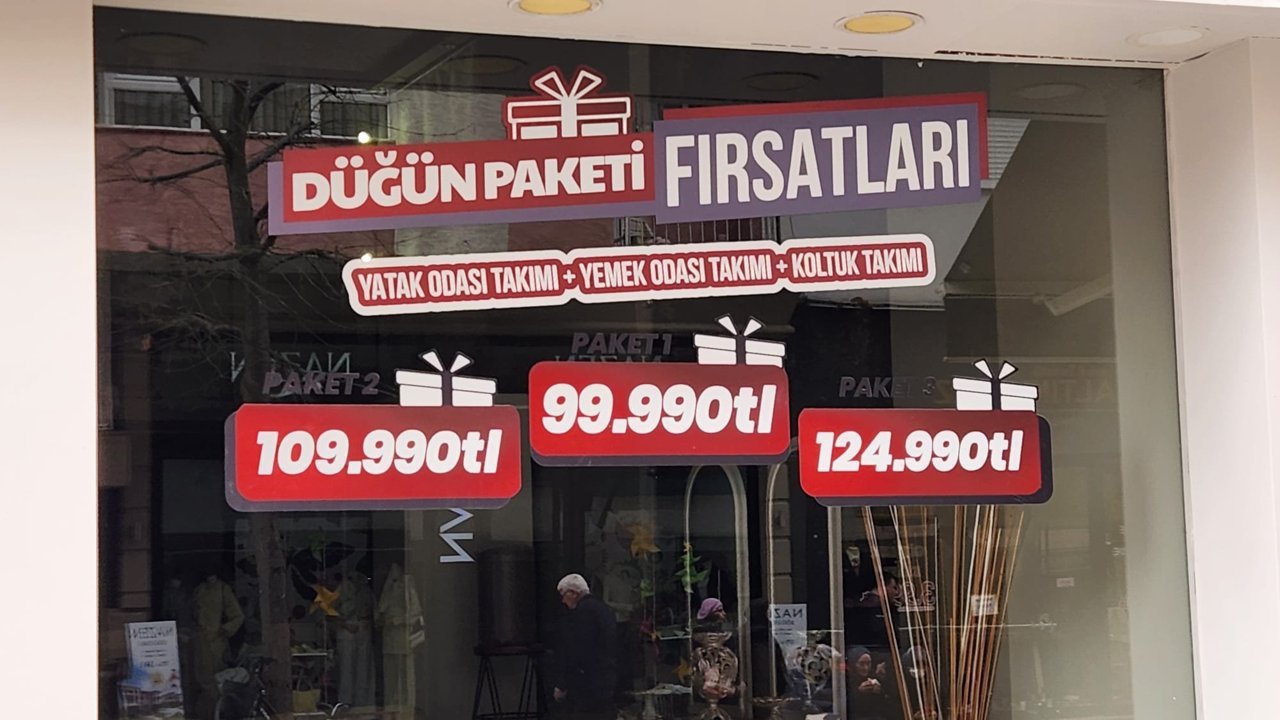 DÜĞÜN PAKETİ FIRSATLARI
YATAK ODASI TAKIMI + YEMEK ODASI TAKIMI + KOLTUK TAKIMI
PAKET 1
99.990tl
PAKET 2
109.990tl
PAKET 3
124.990tl